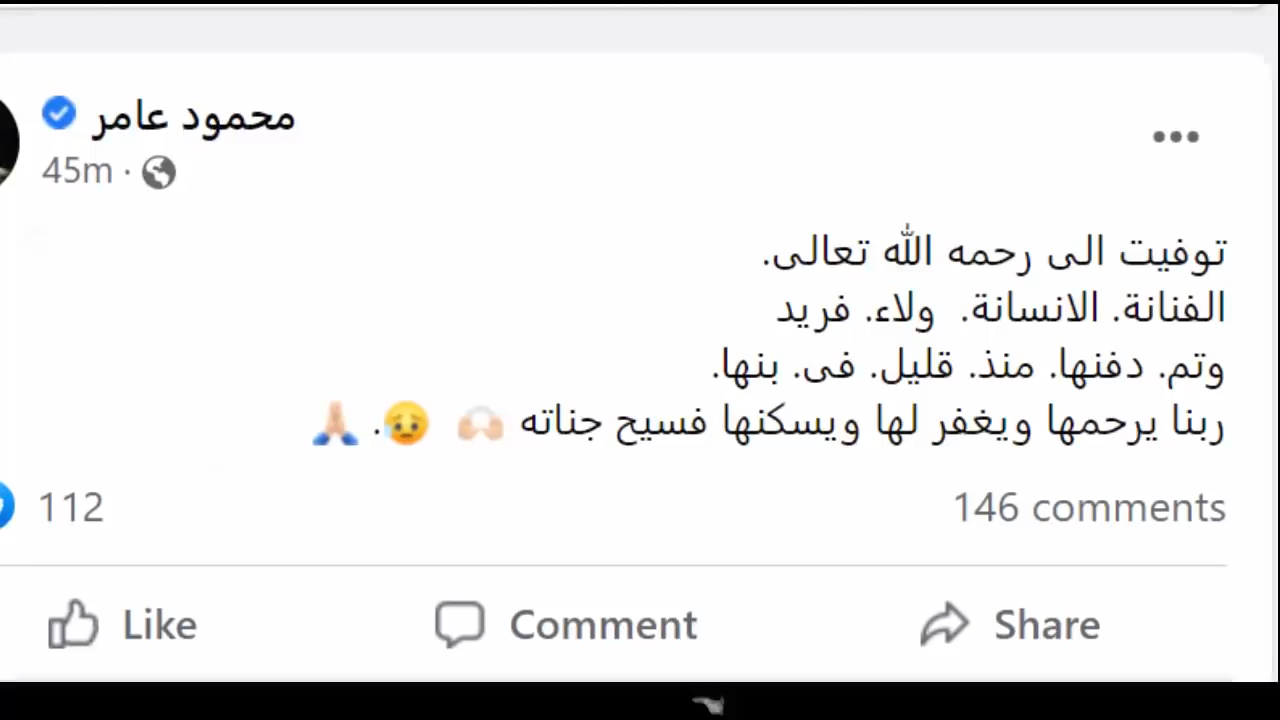 محمود عامر
45m ·
توفيت الى رحمه الله تعالى.
الفنانة. الانسانة. ولاء. فريد
وتم. دفنها. منذ. قليل. فى. بنها.
ربنا يرحمها ويغفر لها ويسكنها فسيح جناته 🙌🏻 😥. 🙏🏻
112
146 comments
Like
Comment
Share